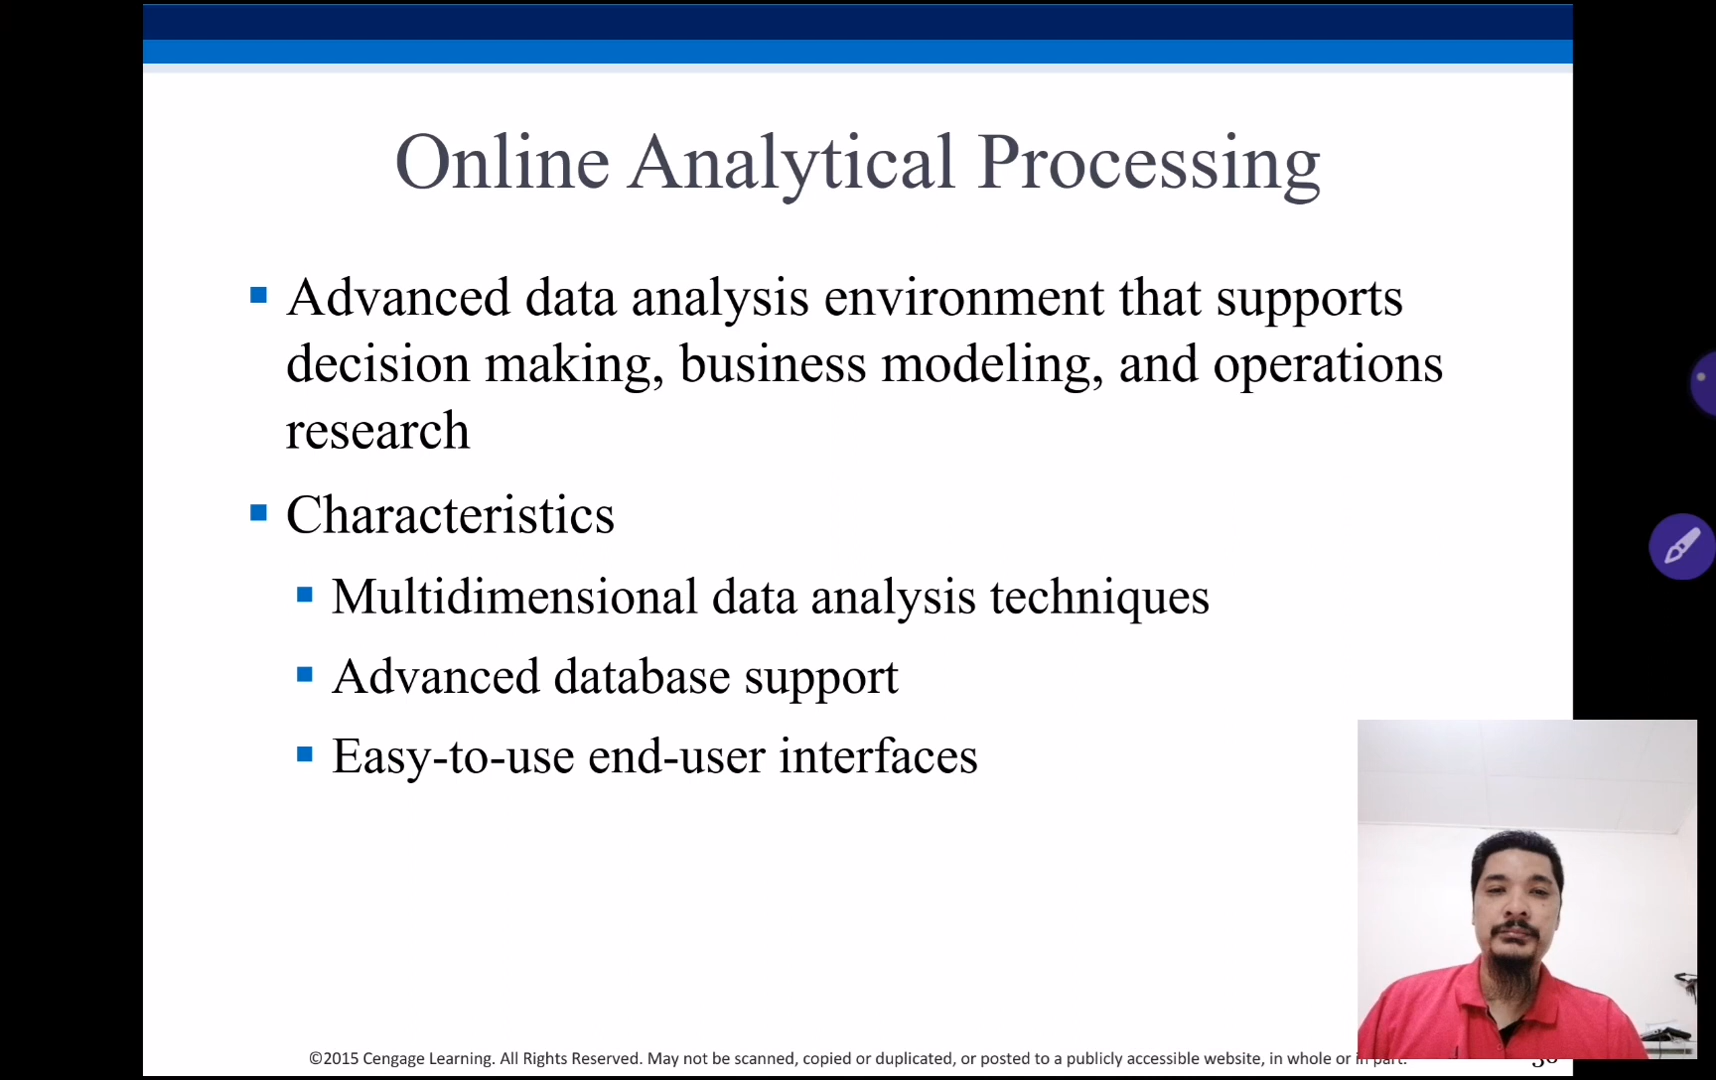 Online Analytical Processing
Advanced data analysis environment that supports
decision making, business modeling, and operations
research
Characteristics
Multidimensional data analysis techniques
Advanced database support
Easy-to-use end-user interfaces
©2015 Cengage Learning. All Rights Reserved. May not be scanned, copied or duplicated, or posted to a publicly accessible website, in whole or in part.